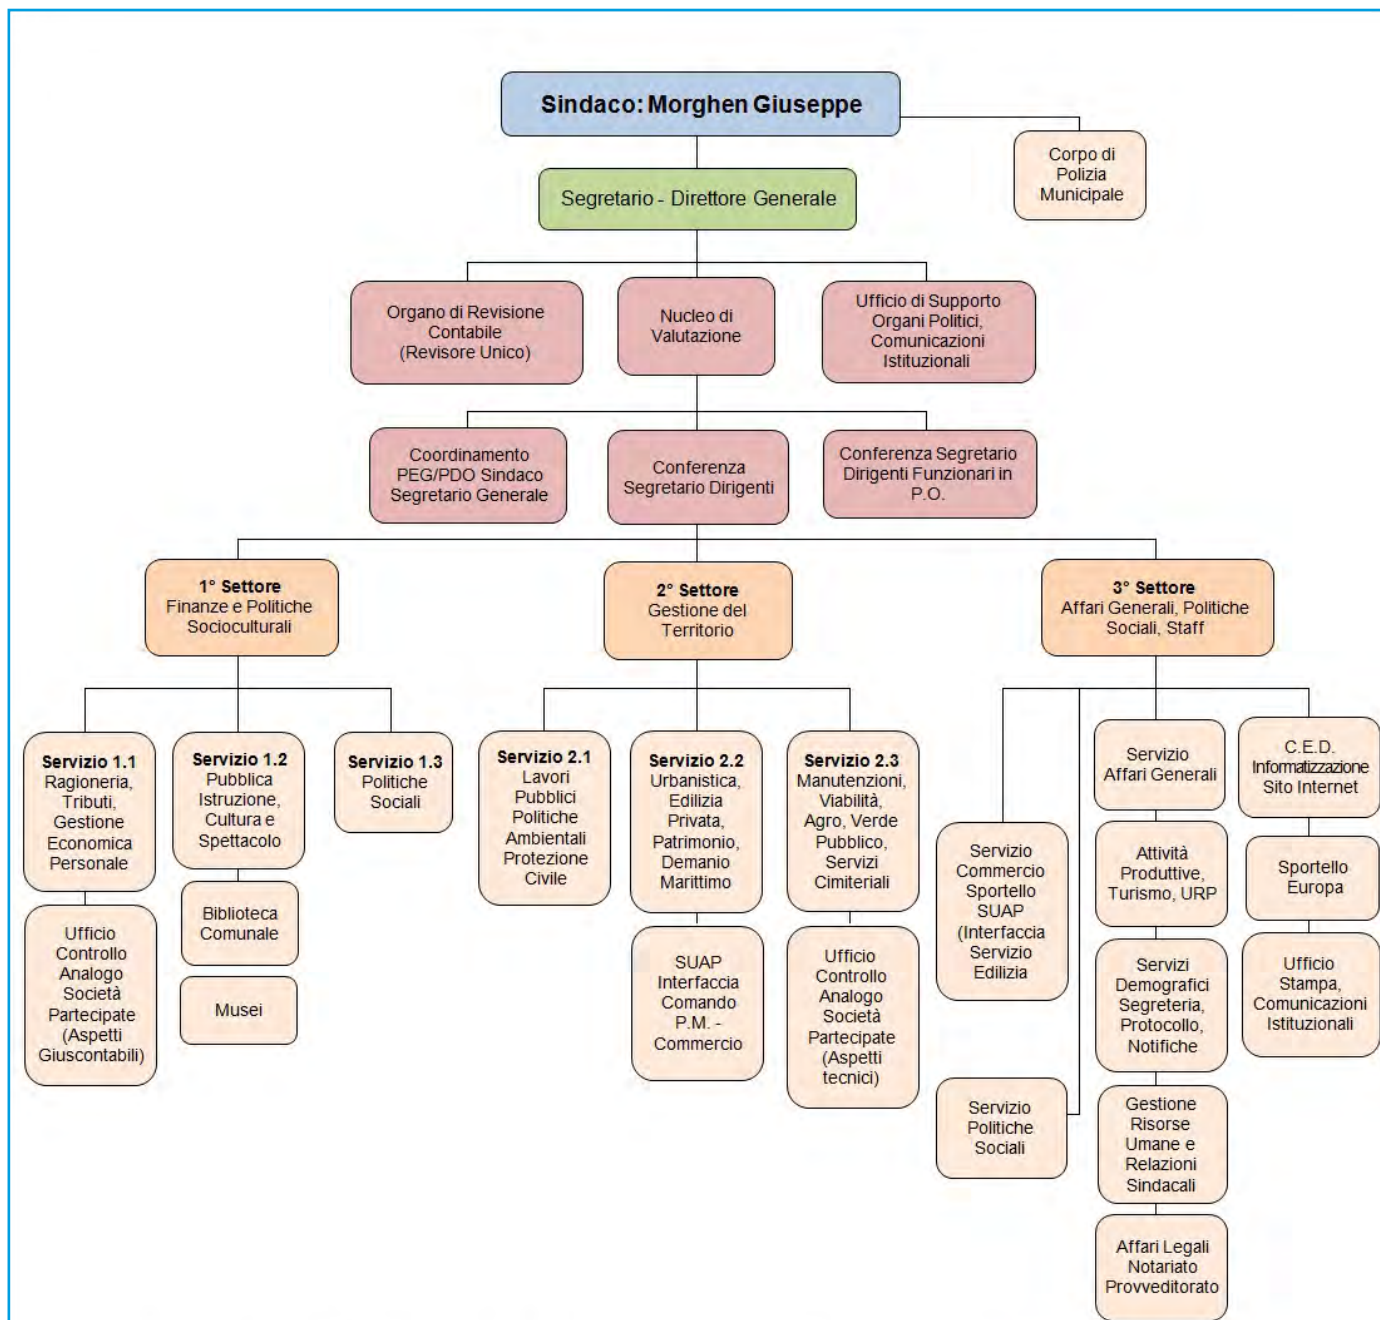 Sindaco: Morghen Giuseppe
Corpo di
Polizia
Municipale
Segretario - Direttore Generale
Organo di Revisione
Contabile
(Revisore Unico)
Nucleo di
Valutazione
Ufficio di Supporto
Organi Politici,
Comunicazioni
Istituzionali
Coordinamento
PEG/PDO Sindaco
Segretario Generale
Conferenza
Segretario Dirigenti
Conferenza Segretario
Dirigenti Funzionari in
P.O.
1° Settore
Finanze e Politiche
Socioculturali
2° Settore
Gestione del
Territorio
3° Settore
Affari Generali, Politiche
Sociali, Staff
Servizio 1.1
Ragioneria,
Tributi,
Gestione
Economica
Personale
Ufficio
Controllo
Analogo
Società
Partecipate
(Aspetti
Giuscontabili)
Servizio 1.2
Pubblica
Istruzione,
Cultura e
Spettacolo
Biblioteca
Comunale
Musei
Servizio 1.3
Politiche
Sociali
Servizio 2.1
Lavori
Pubblici
Politiche
Ambientali
Protezione
Civile
Servizio 2.2
Urbanistica,
Edilizia
Privata,
Patrimonio,
Demanio
Marittimo
SUAP
Interfaccia
Comando
P.M. -
Commercio
Servizio 2.3
Manutenzioni,
Viabilità,
Agro, Verde
Pubblico,
Servizi
Cimiteriali
Ufficio
Controllo
Analogo
Società
Partecipate
(Aspetti
tecnici)
Servizio
Commercio
Sportello
SUAP
(Interfaccia
Servizio
Edilizia
Servizio
Politiche
Sociali
Servizio
Affari Generali
Attività
Produttive,
Turismo, URP
Servizi
Demografici
Segreteria,
Protocollo,
Notifiche
Gestione
Risorse
Umane e
Relazioni
Sindacali
Affari Legali
Notariato
Provveditorato
C.E.D.
Informatizzazione
Sito Internet
Sportello
Europa
Ufficio
Stampa,
Comunicazioni
Istituzionali